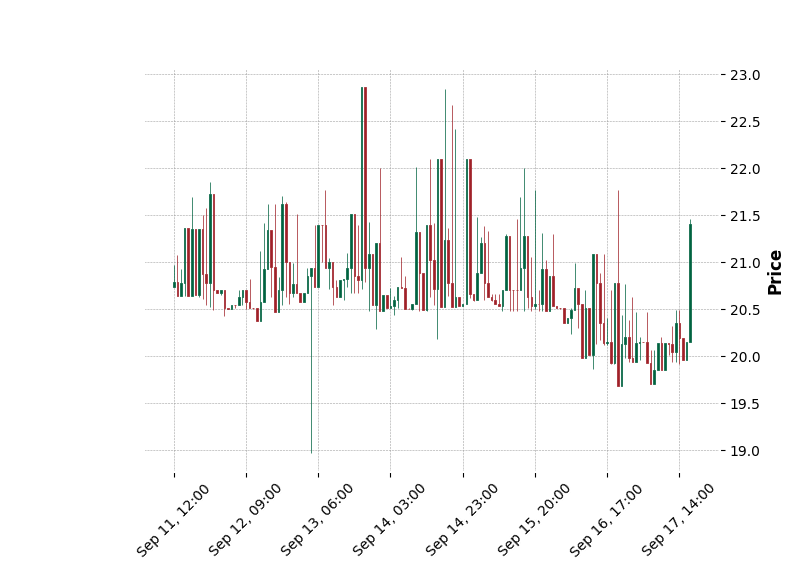 23.0
22.5
22.0
21.5
21.0
20.5
20.0
19.5
19.0
Price
Sep 11, 12:00
Sep 12, 09:00
Sep 13, 06:00
Sep 14, 03:00
Sep 14, 23:00
Sep 15, 20:00
Sep 16, 17:00
Sep 17, 14:00